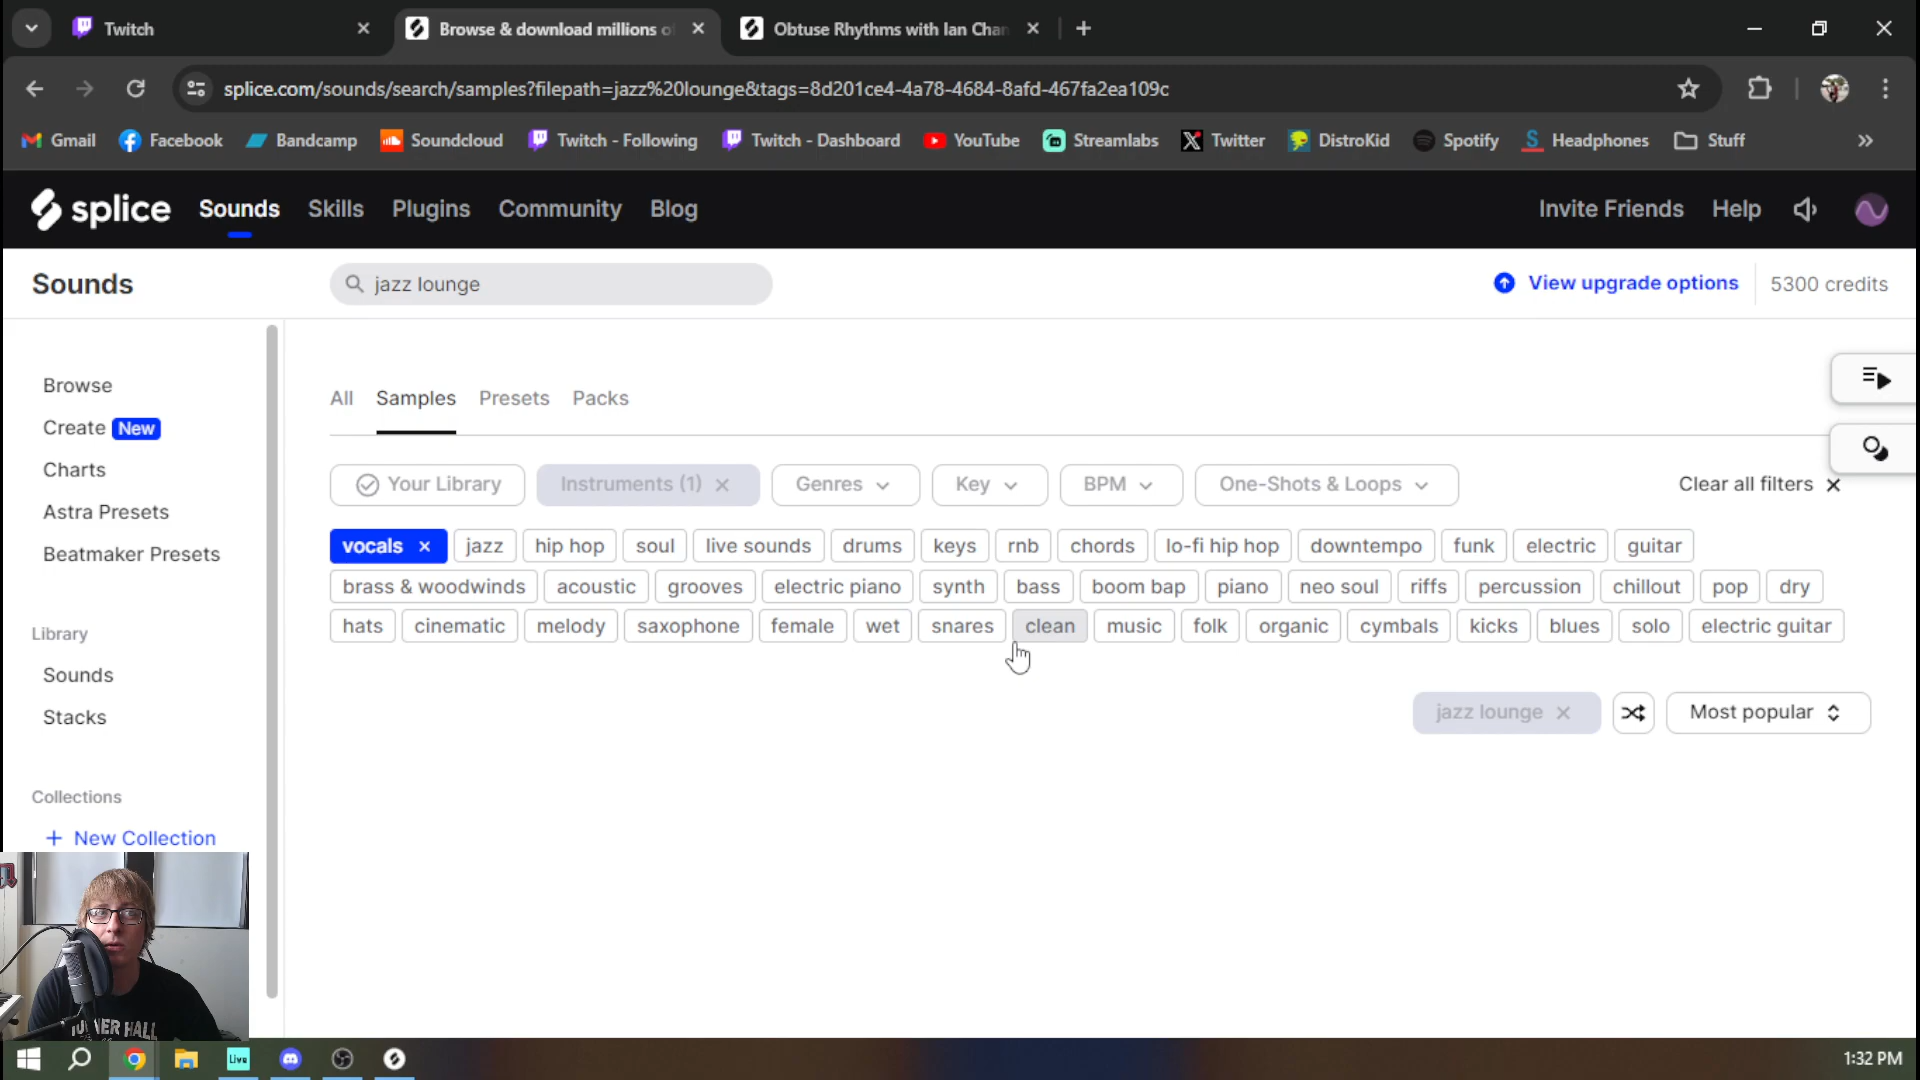 Twitch
Browse & download millions o
Obtuse Rhythms with Ian Chan
splice.com/sounds/search/samples?filepath=jazz%20lounge&tags=8d201ce4-4a78-4684-8afd-467fa2ea109c
Gmail Facebook Bandcamp Soundcloud Twitch - Following Twitch - Dashboard YouTube Streamlabs Twitter DistroKid Spotify Headphones Stuff »
splice Sounds Skills Plugins Community Blog Invite Friends Help
Sounds jazz lounge View upgrade options 5300 credits
Browse
Create New
Charts
Astra Presets
Beatmaker Presets
Library
Sounds
Stacks
Collections
+ New Collection
All Samples Presets Packs
Your Library Instruments (1) Genres Key BPM One-Shots & Loops Clear all filters
vocals jazz hip hop soul live sounds drums keys rnb chords lo-fi hip hop downtempo funk electric guitar
brass & woodwinds acoustic grooves electric piano synth bass boom bap piano neo soul riffs percussion chillout pop dry
hats cinematic melody saxophone female wet snares clean music folk organic cymbals kicks blues solo electric guitar
jazz lounge Most popular
Live
1:32 PM